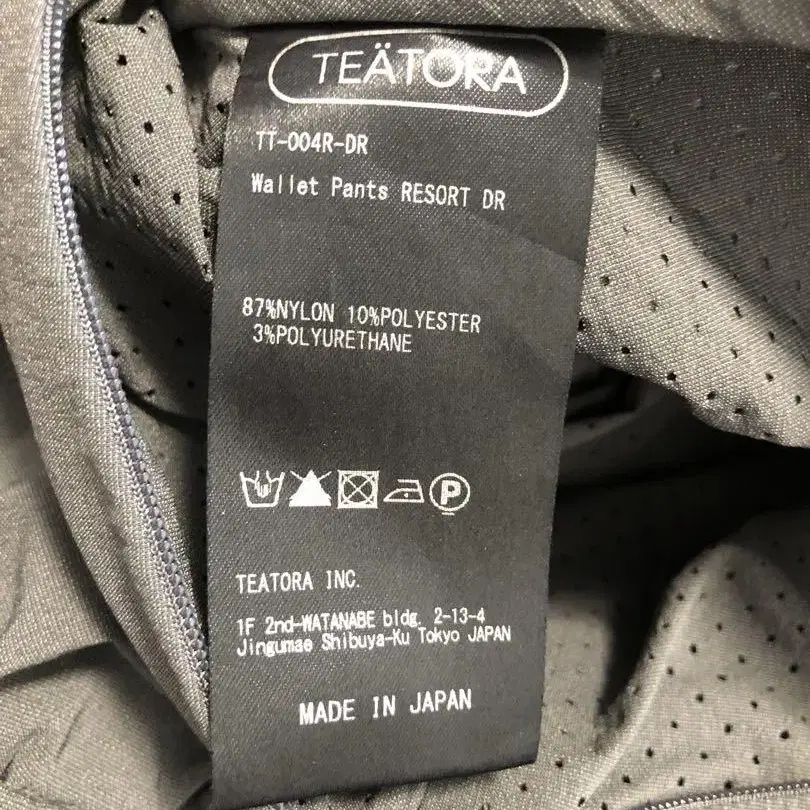 TEÄTORA
TT-004R-DR
Wallet Pants RESORT DR
87%NYLON 10%POLYESTER
3%POLYURETHANE
P
TEATORA INC.
1F 2nd-WATANABE bldg. 2-13-4
Jingumae Shibuya-Ku Tokyo JAPAN
MADE IN JAPAN